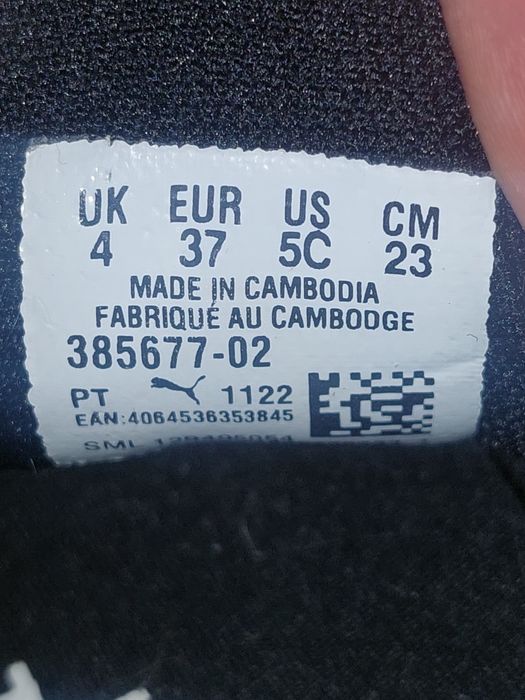 UK EUR US CM
4 37 5C 23
MADE IN CAMBODIA
FABRIQUÉ AU CAMBODGE
385677-02
PT 1122
EAN:4064536353845